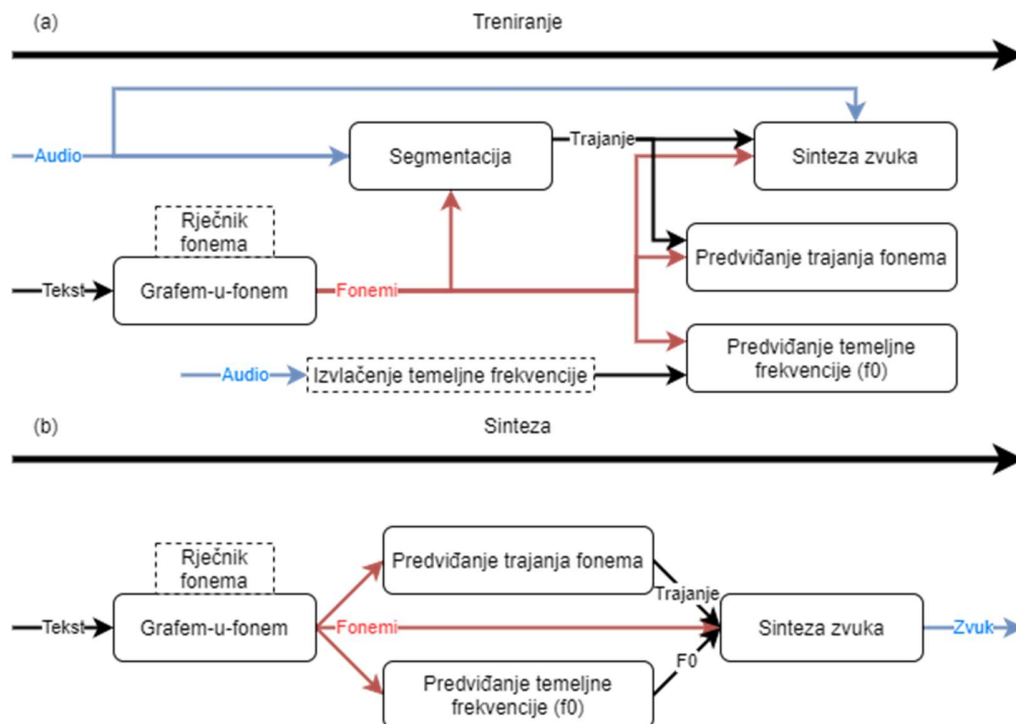 (a)
Treniranje
Audio
Segmentacija
Trajanje
Sinteza zvuka
Rječnik
fonema
Predviđanje trajanja fonema
Tekst
Grafem-u-fonem
Fonemi
Audio
Izvlačenje temeljne frekvencije
Predviđanje temeljne
frekvencije (f0)
(b)
Sinteza
Rječnik
fonema
Predviđanje trajanja fonema
Trajanje
Tekst
Grafem-u-fonem
Fonemi
Sinteza zvuka
Zvuk
F0
Predviđanje temeljne
frekvencije (f0)